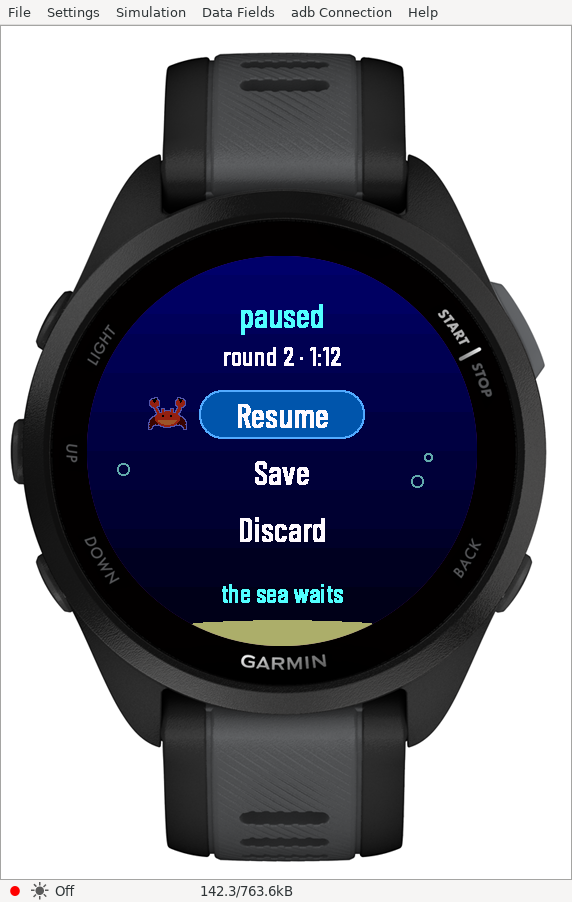 File Settings Simulation Data Fields adb Connection Help
paused
START
STOP
LIGHT
round 2 · 1:12
Resume
UP
Save
Discard
DOWN
BACK
the sea waits
GARMIN
Off 142.3/763.6kB